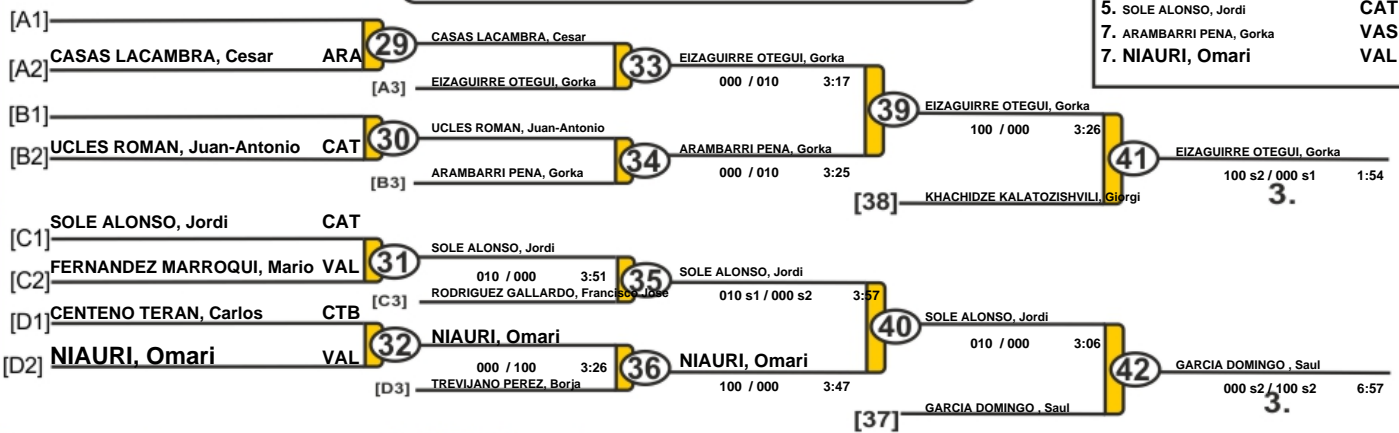 5. SOLE ALONSO, Jordi CAT
7. ARAMBARRI PENA, Gorka VAS
7. NIAURI, Omari VAL
[A1]
[A2] CASAS LACAMBRA, Cesar ARA
29
CASAS LACAMBRA, Cesar
[A3] EIZAGUIRRE OTEGUI, Gorka
33
EIZAGUIRRE OTEGUI, Gorka
000 / 010 3:17
[B1]
[B2] UCLES ROMAN, Juan-Antonio CAT
30
UCLES ROMAN, Juan-Antonio
[B3] ARAMBARRI PENA, Gorka
34
ARAMBARRI PENA, Gorka
000 / 010 3:25
39
EIZAGUIRRE OTEGUI, Gorka
100 / 000 3:26
[38] KHACHIDZE KALATOZISHVILI, Giorgi
41
EIZAGUIRRE OTEGUI, Gorka
100 s2 / 000 s1 1:54
3.
[C1] SOLE ALONSO, Jordi CAT
[C2] FERNANDEZ MARROQUI, Mario VAL
31
SOLE ALONSO, Jordi
010 / 000 3:51
[C3] RODRIGUEZ GALLARDO, Francisco Jose
35
SOLE ALONSO, Jordi
010 s1 / 000 s2 3:57
[D1] CENTENO TERAN, Carlos CTB
[D2] NIAURI, Omari VAL
32
NIAURI, Omari
000 / 100 3:26
[D3] TREVIJANO PEREZ, Borja
36
NIAURI, Omari
100 / 000 3:47
40
SOLE ALONSO, Jordi
010 / 000 3:06
[37] GARCIA DOMINGO , Saul
42
GARCIA DOMINGO , Saul
000 s2 / 100 s2 6:57
3.